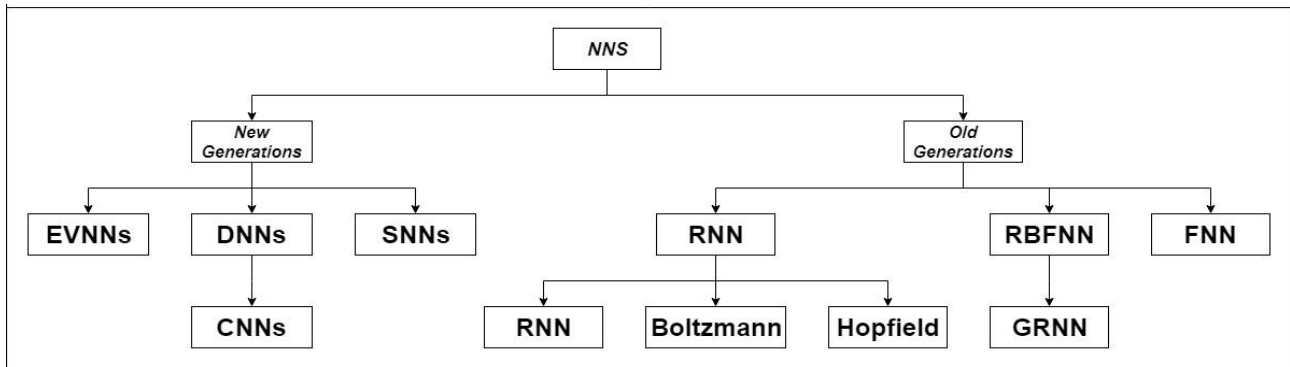 NNS
New
Generations
Old
Generations
EVNNs
DNNs
SNNs
RNN
RBFNN
FNN
CNNs
RNN
Boltzmann
Hopfield
GRNN